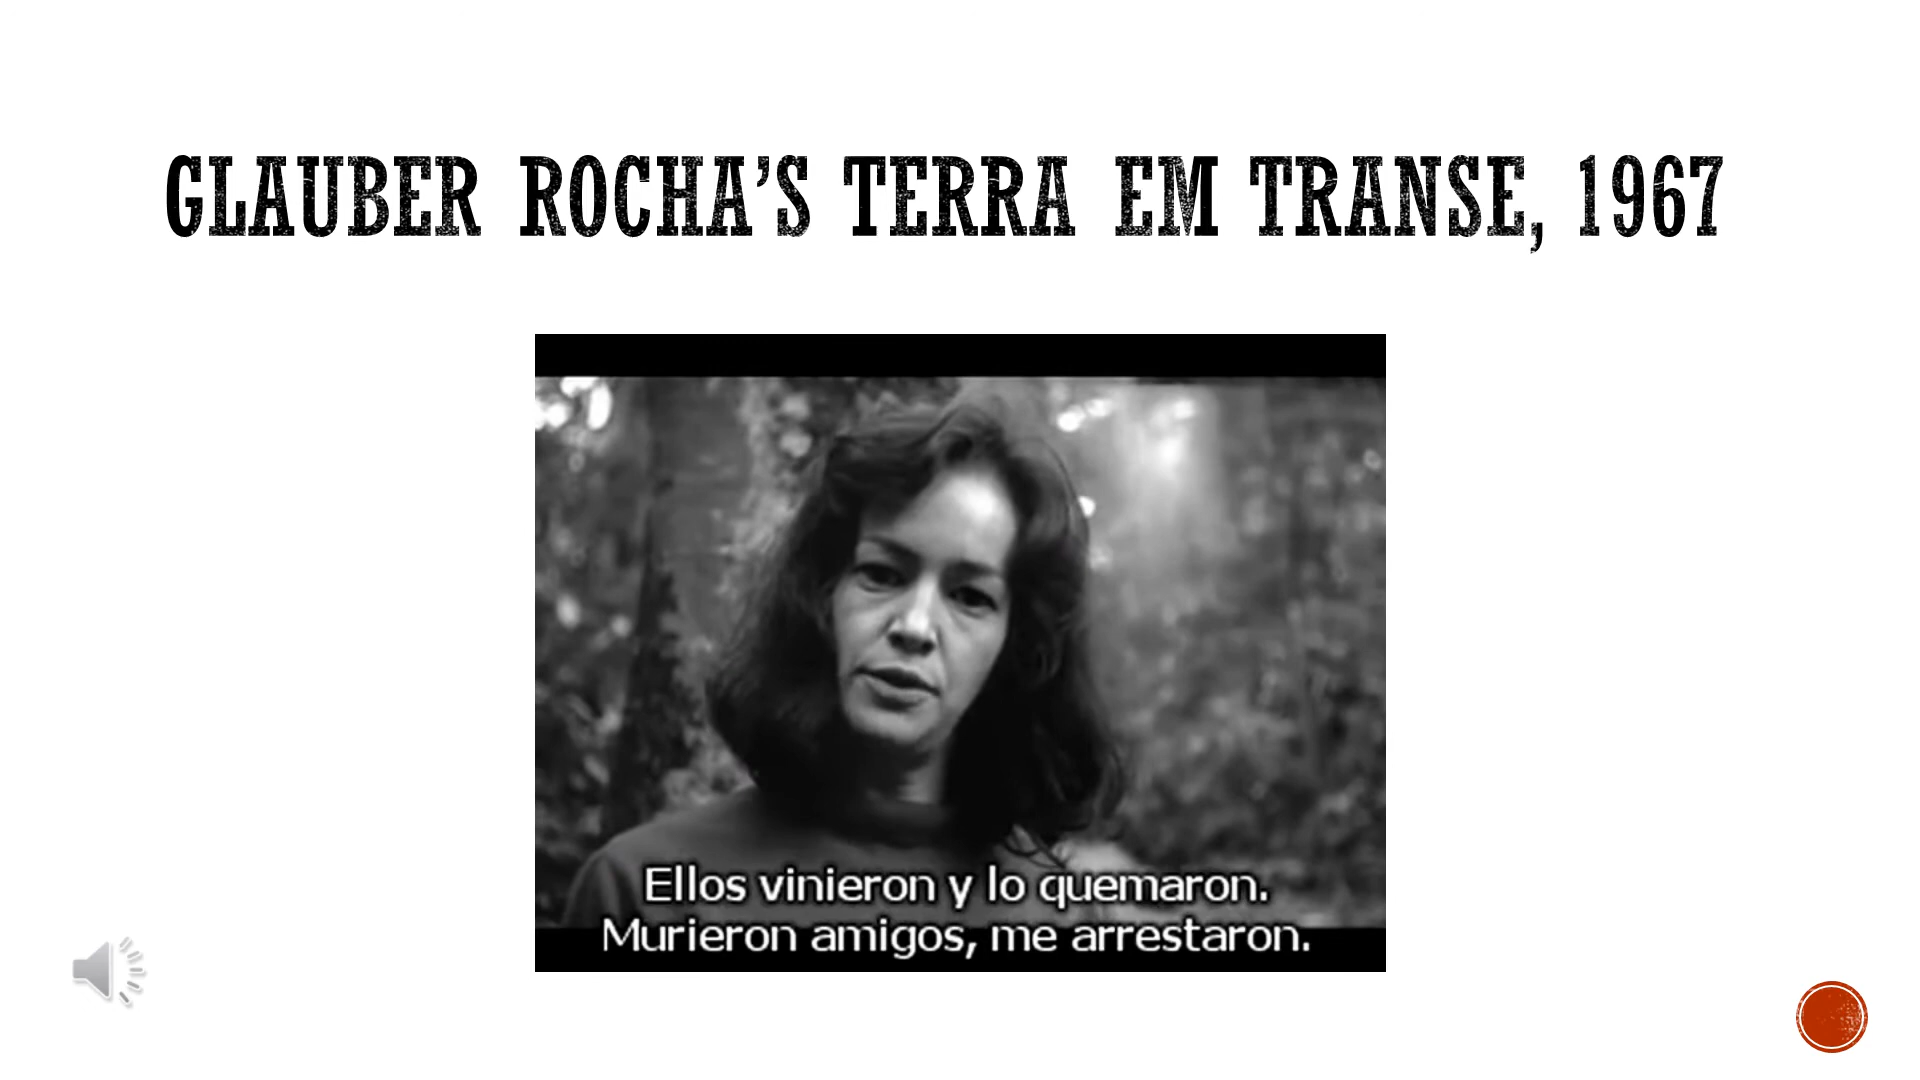 GLAUBER ROCHA’S TERRA EM TRANSE, 1967
Ellos vinieron y lo quemaron.
Murieron amigos, me arrestaron.